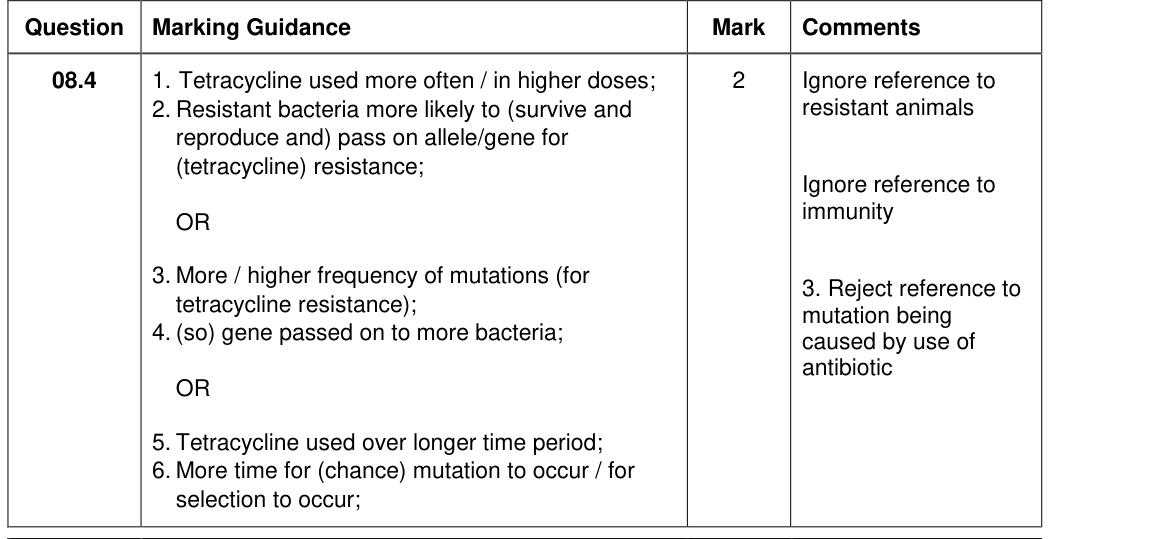 Question Marking Guidance Mark Comments
08.4
1. Tetracycline used more often / in higher doses;
2. Resistant bacteria more likely to (survive and
reproduce and) pass on allele/gene for
(tetracycline) resistance;
OR
3. More / higher frequency of mutations (for
tetracycline resistance);
4. (so) gene passed on to more bacteria;
OR
5. Tetracycline used over longer time period;
6. More time for (chance) mutation to occur / for
selection to occur;
2
Ignore reference to
resistant animals
Ignore reference to
immunity
3. Reject reference to
mutation being
caused by use of
antibiotic